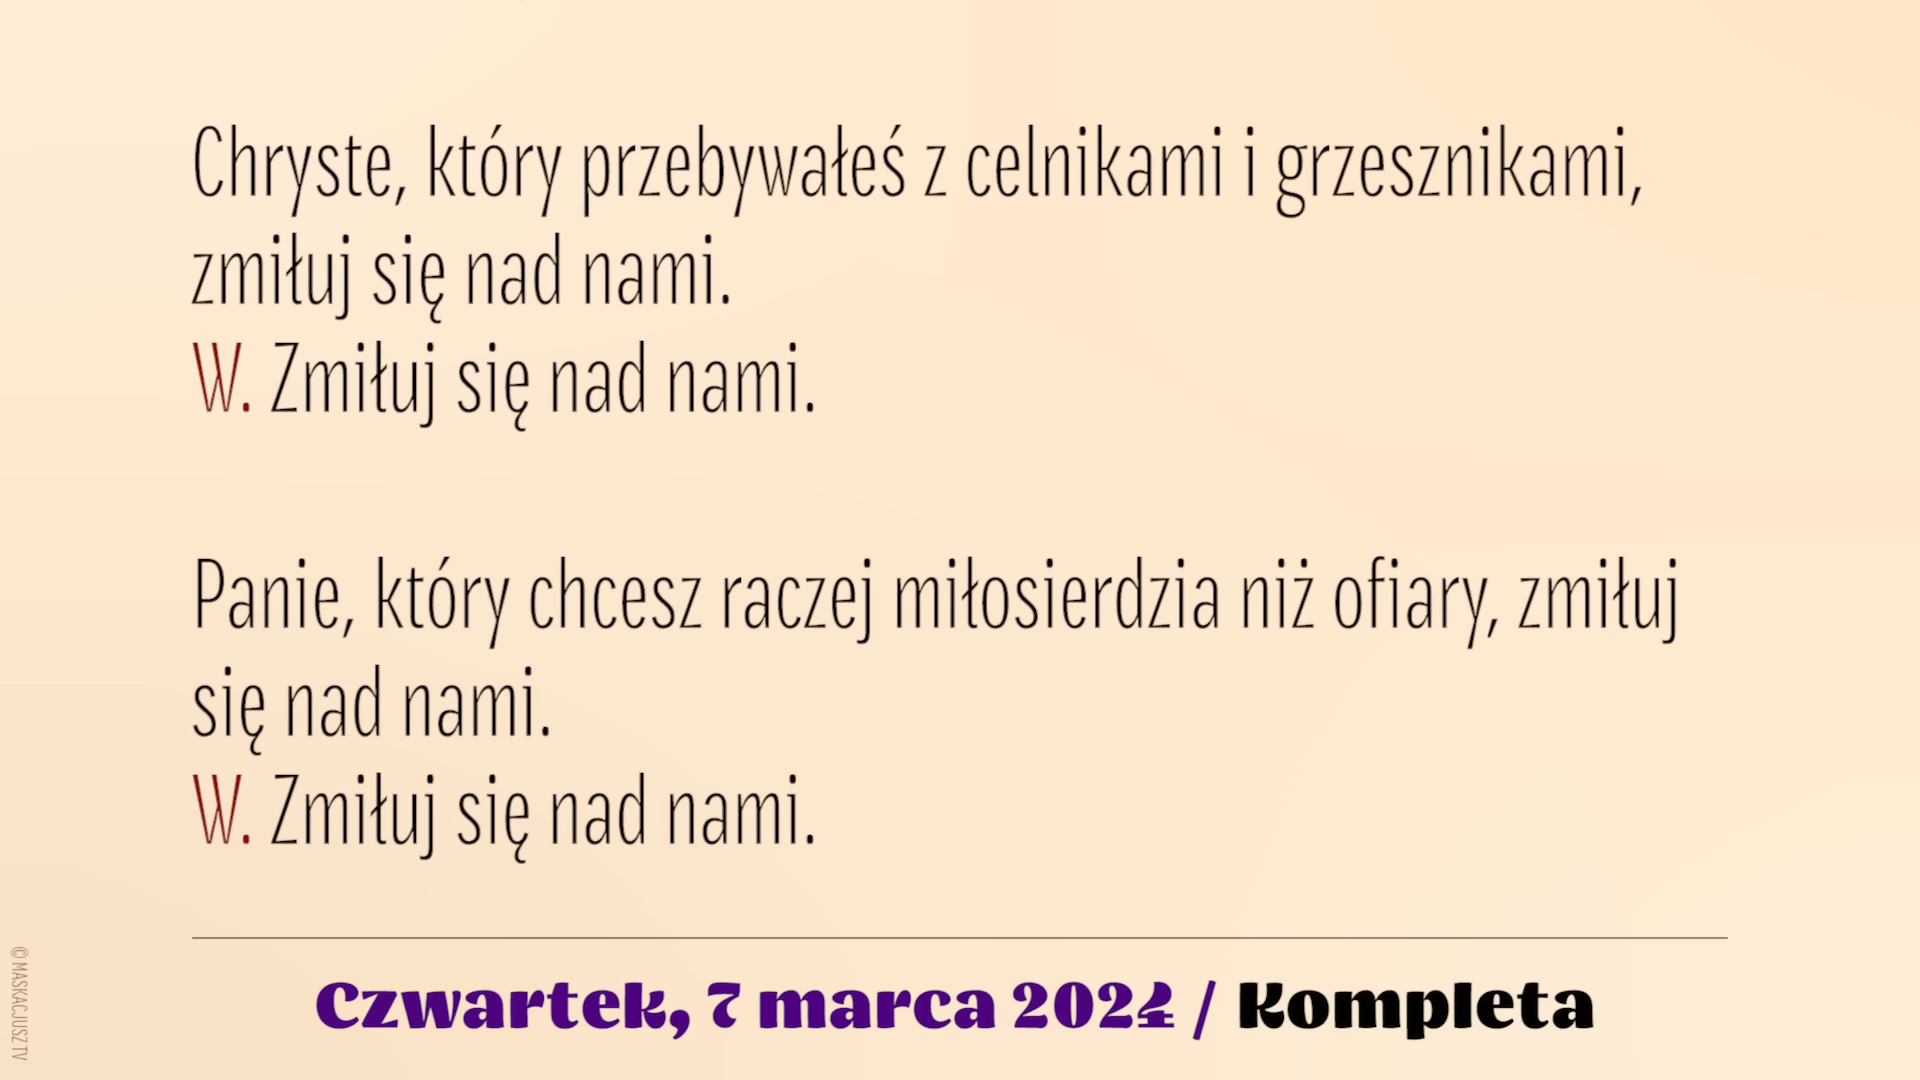 Chryste, który przebywałeś z celnikami i grzesznikami,
zmiłuj się nad nami.
W. Zmiłuj się nad nami.
Panie, który chcesz raczej miłosierdzia niż ofiary, zmiłuj
się nad nami.
W. Zmiłuj się nad nami.
Czwartek, 7 marca 2024 / Kompleta
© MASKACJUSZ TV